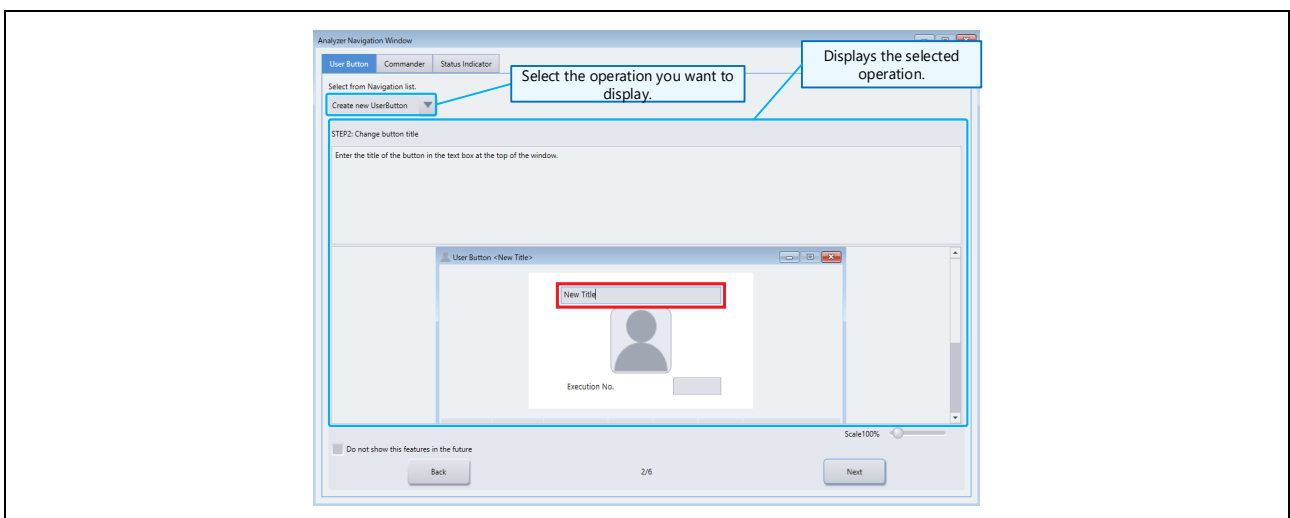 Analyzer Navigation Window
User Button Commander Status Indicator
Displays the selected
operation.
Select the operation you want to
display.
Select from Navigation list.
Create new UserButton
STEP2: Change button title
Enter the title of the button in the text box at the top of the window.
User Button <New Title>
New Title
Execution No.
Scale100%
Do not show this features in the future
Back 2/6 Next